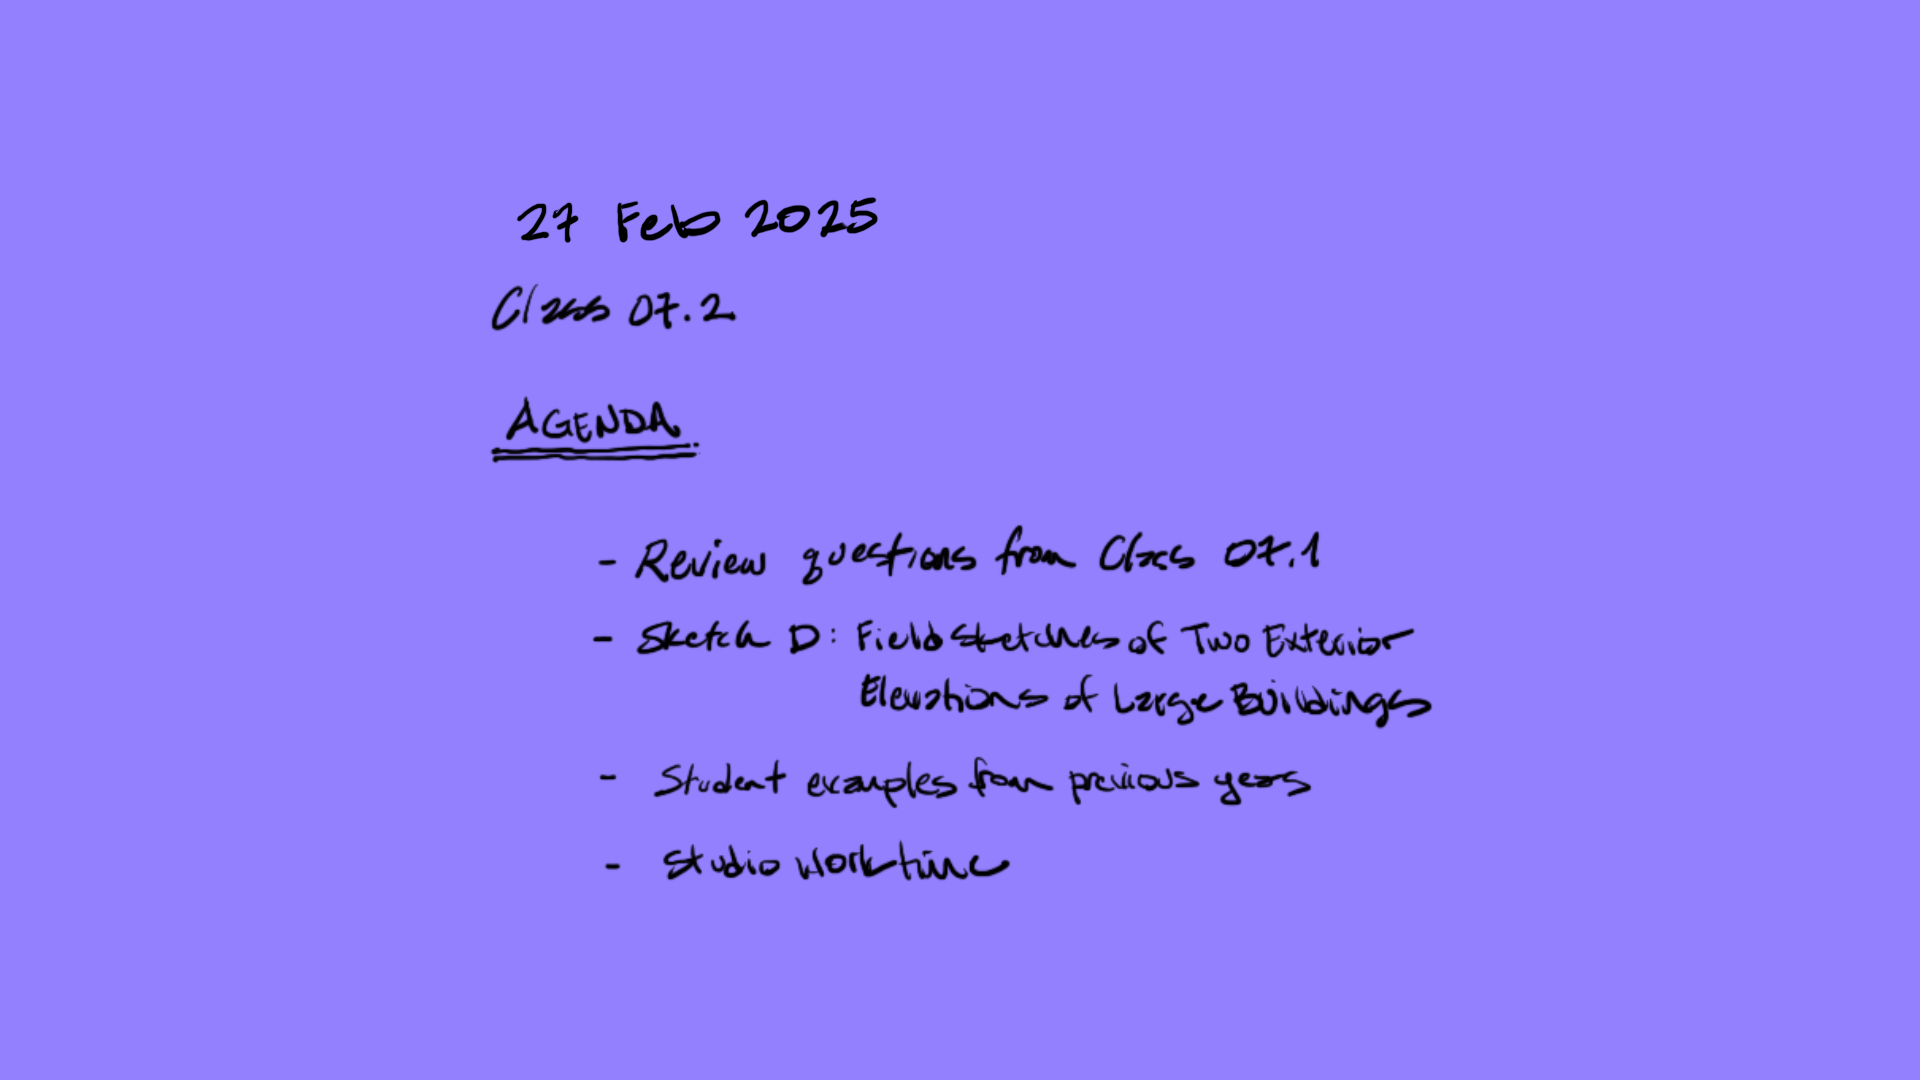 27 Feb 2025
Class 07.2
AGENDA
- Review questions from Class 07.1
- Sketch D: Field Sketches of Two Exterior
Elevations of Large Buildings
- Student examples from previous years
- Studio Worktime